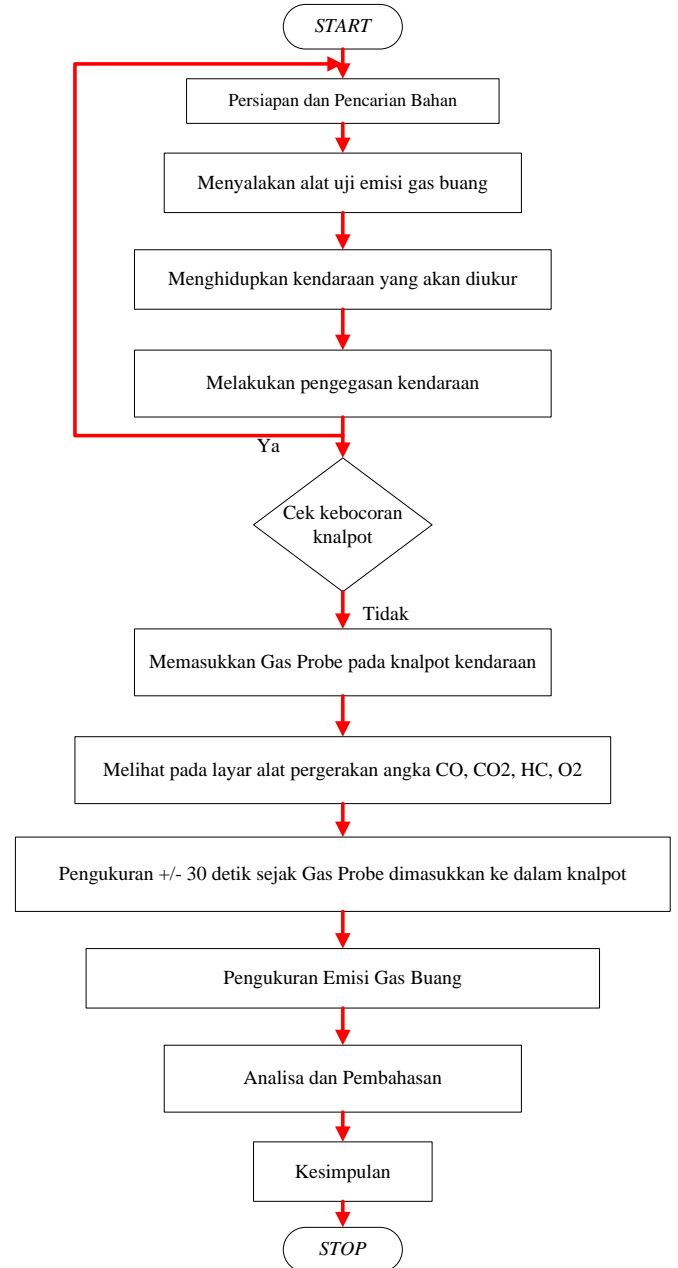 START
Persiapan dan Pencarian Bahan
Menyalakan alat uji emisi gas buang
Menghidupkan kendaraan yang akan diukur
Melakukan pengegasan kendaraan
Ya
Cek kebocoran
knalpot
Tidak
Memasukkan Gas Probe pada knalpot kendaraan
Melihat pada layar alat pergerakan angka CO, CO2, HC, O2
Pengukuran +/- 30 detik sejak Gas Probe dimasukkan ke dalam knalpot
Pengukuran Emisi Gas Buang
Analisa dan Pembahasan
Kesimpulan
STOP